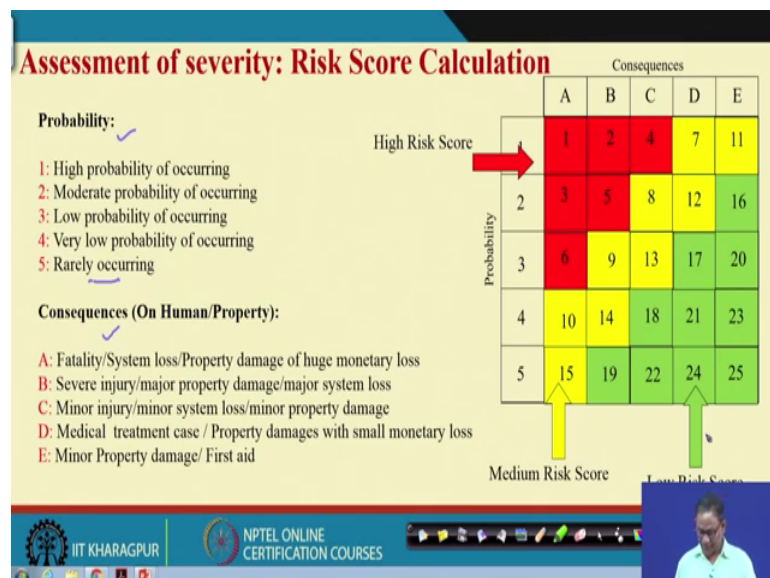 Assessment of severity: Risk Score Calculation
Consequences
A B C D E
Probability:
High Risk Score
1 2 4 7 11
1: High probability of occurring
2: Moderate probability of occurring
3: Low probability of occurring
4: Very low probability of occurring
5: Rarely occurring
Probability
2 3 5 8 12 16
3 6 9 13 17 20
4 10 14 18 21 23
5 15 19 22 24 25
Consequences (On Human/Property):
A: Fatality/System loss/Property damage of huge monetary loss
B: Severe injury/major property damage/major system loss
C: Minor injury/minor system loss/minor property damage
D: Medical treatment case / Property damages with small monetary loss
E: Minor Property damage/ First aid
Medium Risk Score
Low Risk Score
IIT KHARAGPUR
NPTEL ONLINE
CERTIFICATION COURSES